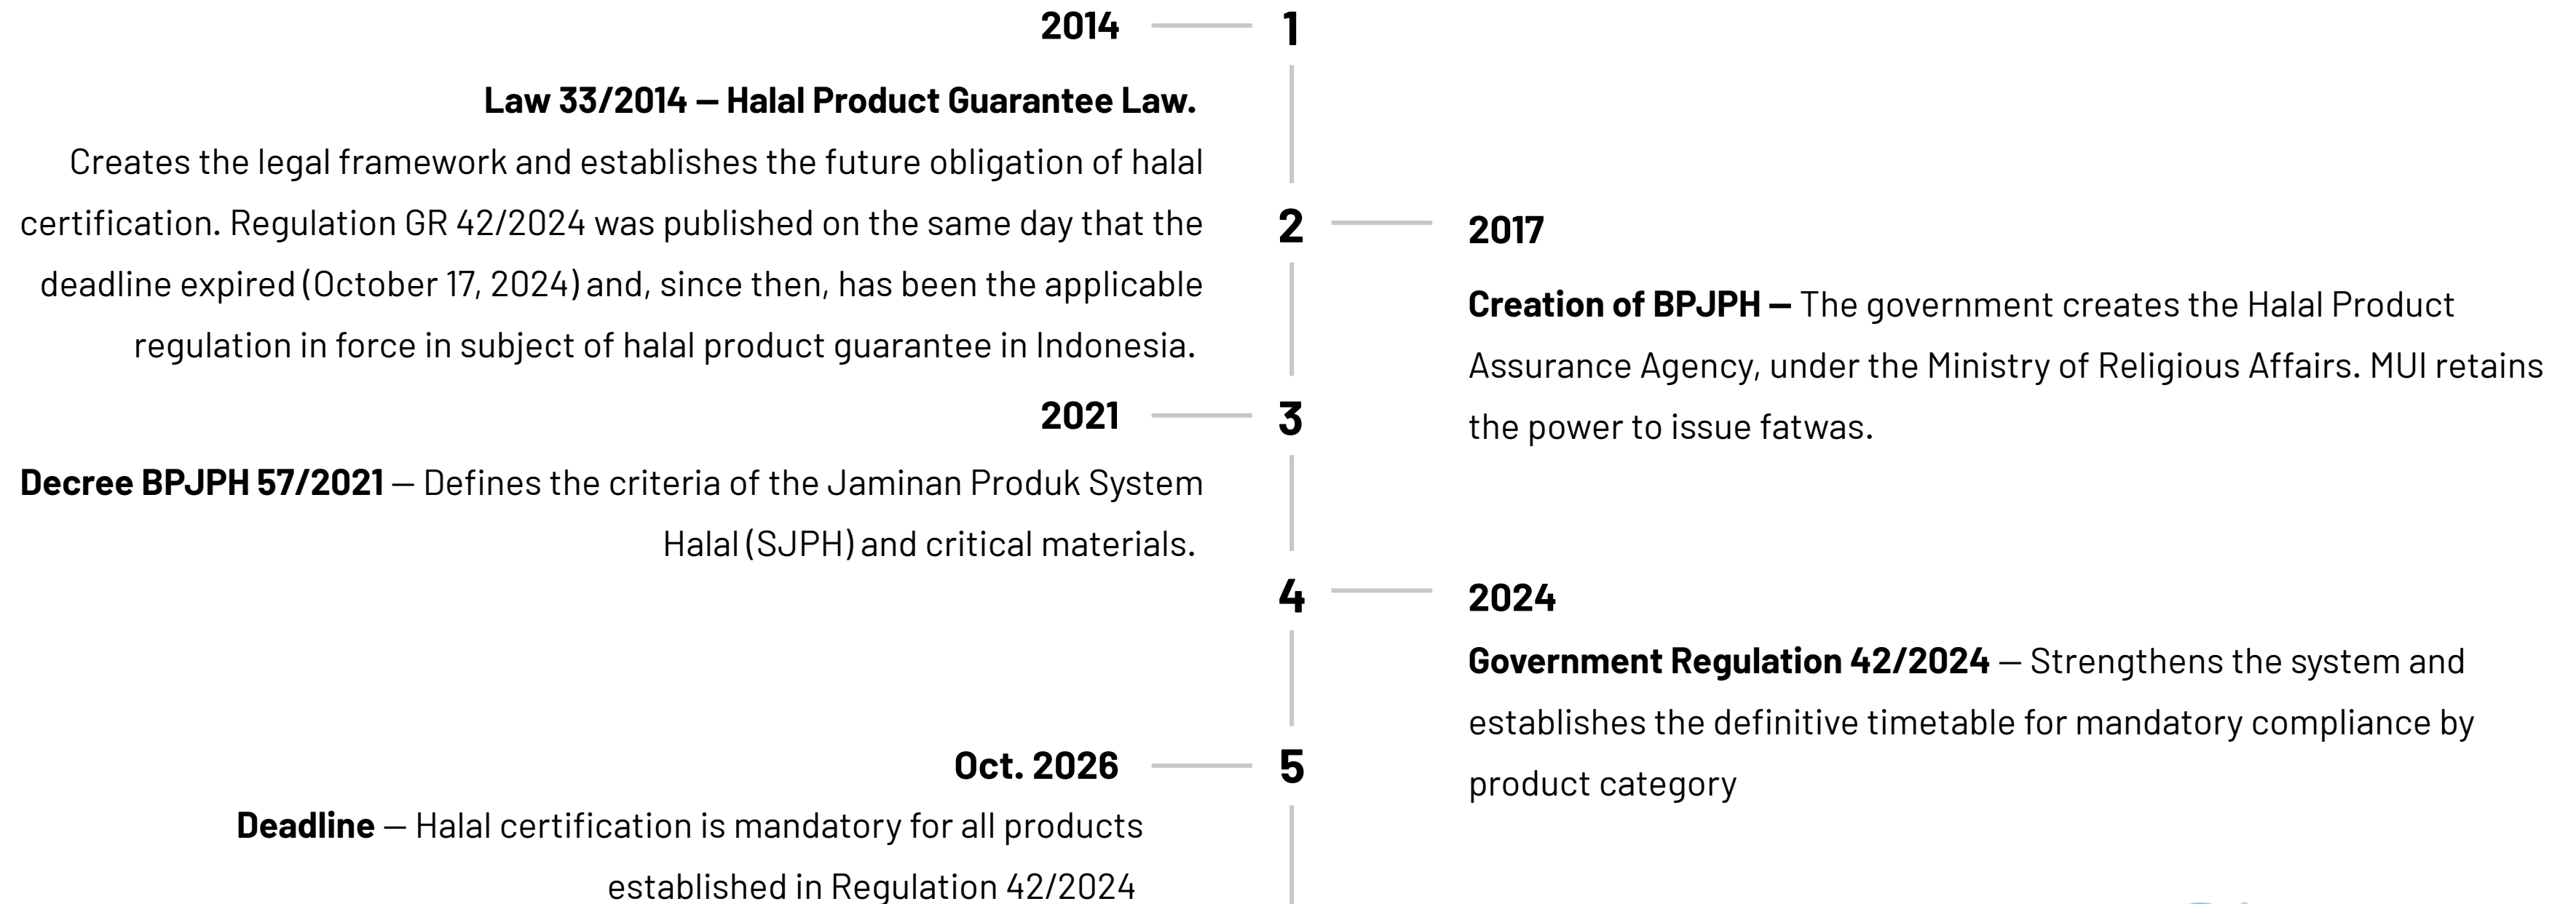 2014
1
Law 33/2014 – Halal Product Guarantee Law.
Creates the legal framework and establishes the future obligation of halal
certification. Regulation GR 42/2024 was published on the same day that the
deadline expired (October 17, 2024) and, since then, has been the applicable
regulation in force in subject of halal product guarantee in Indonesia.
2
2017
Creation of BPJPH – The government creates the Halal Product
Assurance Agency, under the Ministry of Religious Affairs. MUI retains
the power to issue fatwas.
2021
3
Decree BPJPH 57/2021 – Defines the criteria of the Jaminan Produk System
Halal (SJPH) and critical materials.
4
2024
Government Regulation 42/2024 – Strengthens the system and
establishes the definitive timetable for mandatory compliance by
product category
Oct. 2026
5
Deadline – Halal certification is mandatory for all products
established in Regulation 42/2024